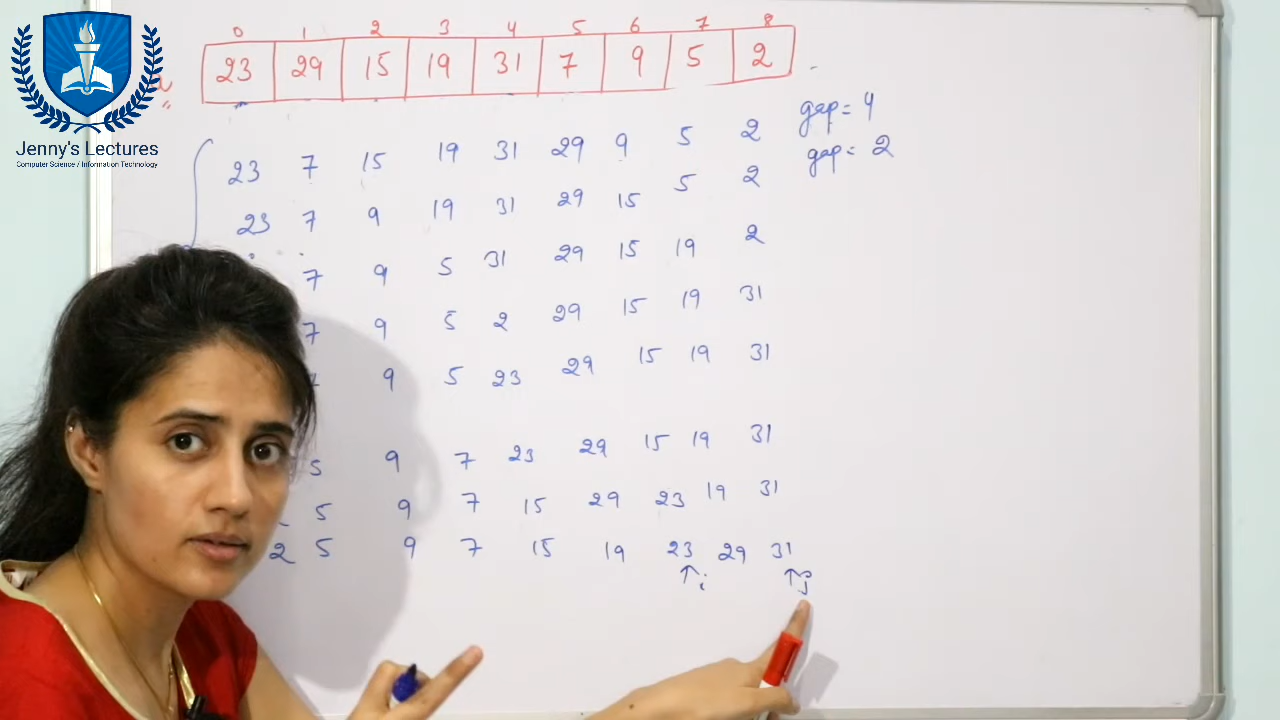 Jenny's Lectures
Computer Science / Information Technology
0 1 2 3 4 5 6 7 8
23 29 15 19 31 7 9 5 2
gap = 4
23 7 15 19 31 29 9 5 2
gap = 2
23 7 9 19 31 29 15 5 2
7 9 5 31 29 15 19 2
7 9 5 2 29 15 19 31
9 5 23 29 15 19 31
5 9 7 23 29 15 19 31
5 9 7 15 29 23 19 31
2 5 9 7 15 19 23 29 31
↑i ↑j